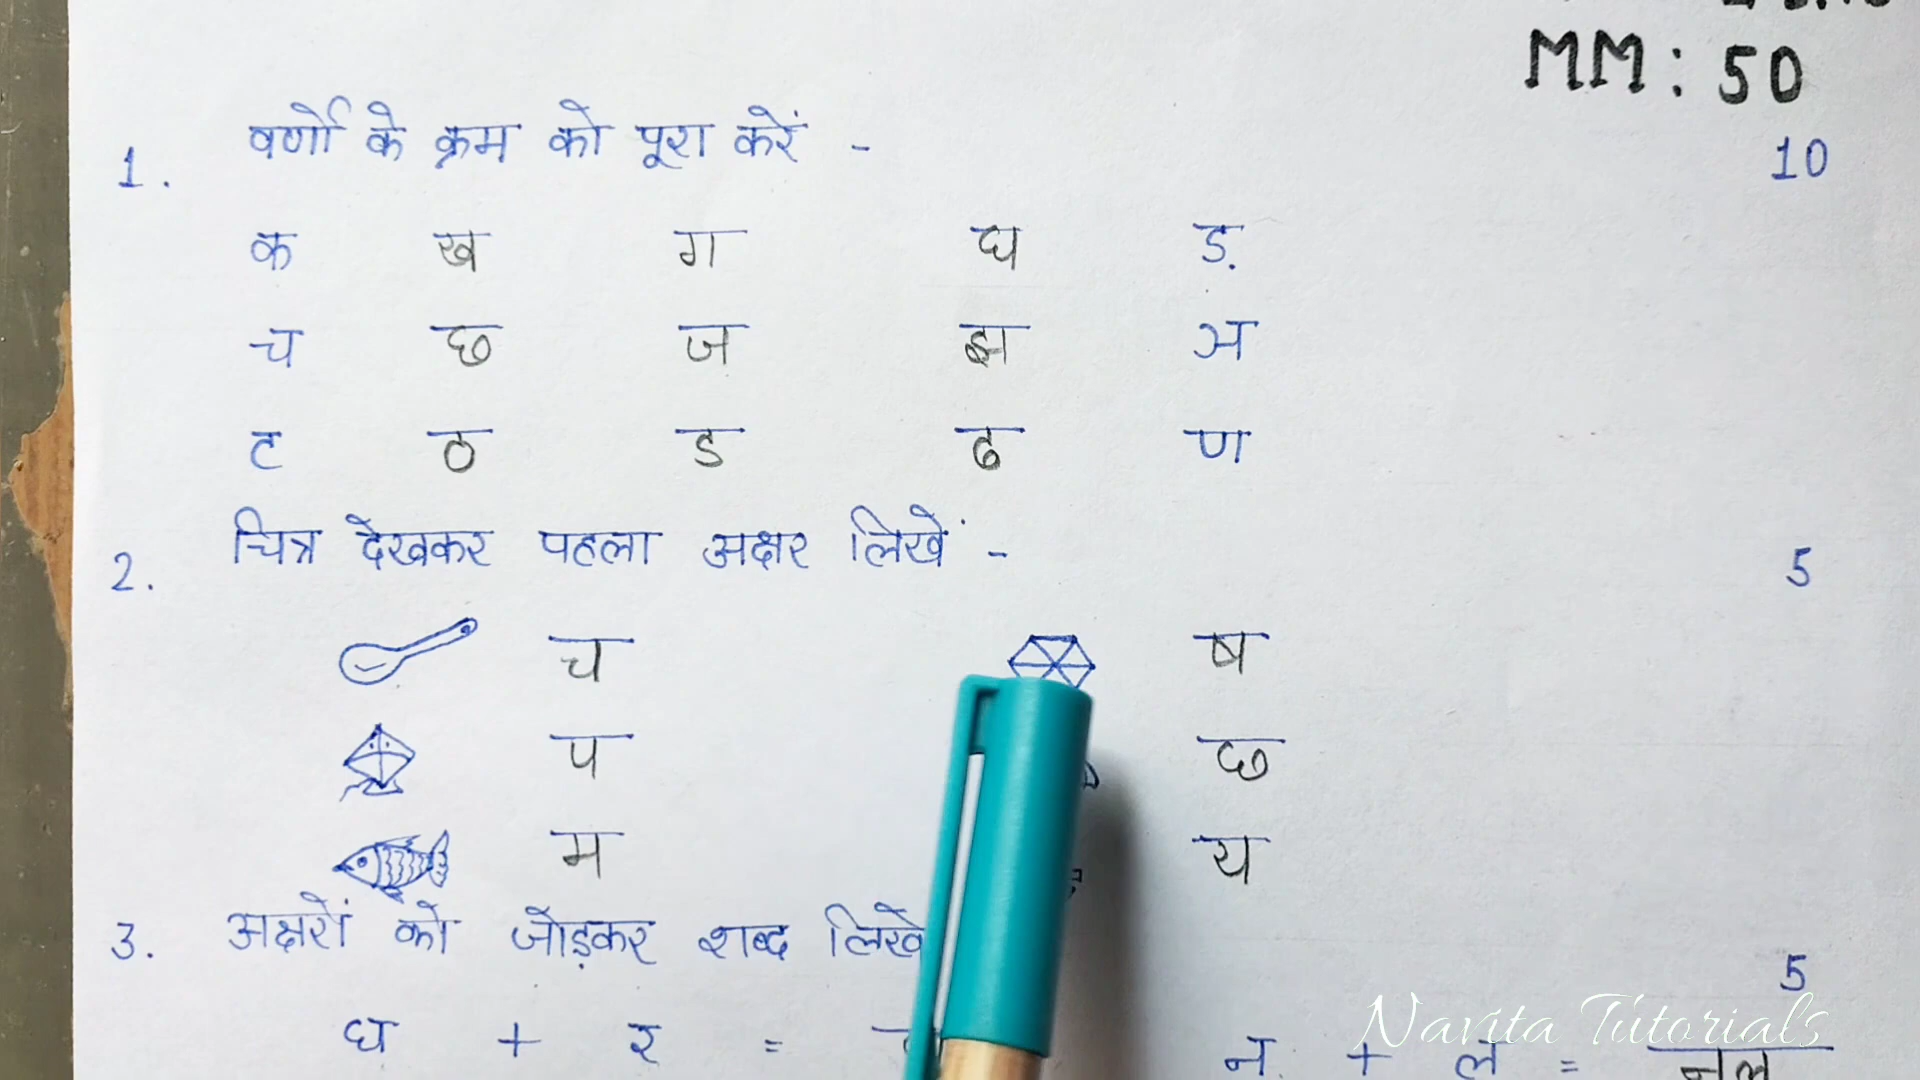 MM: 50
1. वर्णो के क्रम को पूरा करें - 10
क ख ग घ ड़
च छ ज झ ञ
ट ठ ड ढ ण
2. चित्र देखकर पहला अक्षर लिखें - 5
च ष
प छ
म य
3. अक्षरों को जोड़कर शब्द लिखें 5
घ + र = न + ल = नल
Navita Tutorials